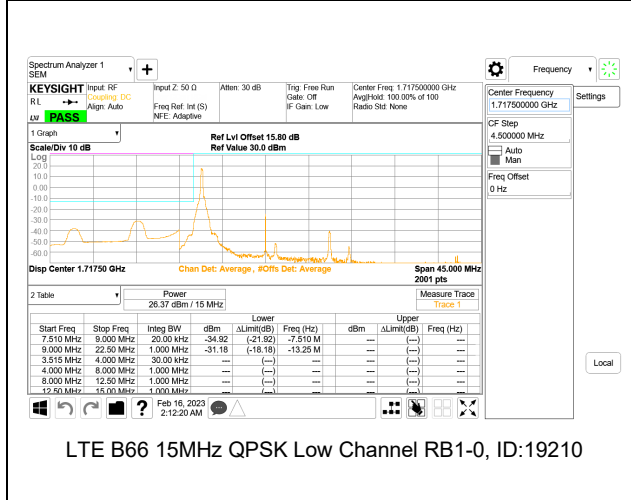 Spectrum Analyzer 1
SEM
+
Frequency
KEYSIGHT Input: RF Input Z: 50 Ω Atten: 30 dB Trig: Free Run Center Freq: 1.717500000 GHz
RL Coupling: DC Gate: Off Avg|Hold: 100.00% of 100
Align: Auto Freq Ref: Int (S) IF Gain: Low Radio Std: None
LXI PASS NFE: Adaptive
Center Frequency
1.717500000 GHz
Settings
CF Step
4.500000 MHz
Auto
Man
Freq Offset
0 Hz
Local
1 Graph
Ref Lvl Offset 15.80 dB
Scale/Div 10 dB Ref Value 30.0 dBm
Log
20.0
10.0
0.00
-10.0
-20.0
-30.0
-40.0
-50.0
-60.0
Disp Center 1.71750 GHz Chan Det: Average, #Offs Det: Average Span 45.000 MHz
2001 pts
2 Table Power Measure Trace
26.37 dBm / 15 MHz Trace 1
Lower Upper
Start Freq Stop Freq Integ BW dBm ΔLimit(dB) Freq (Hz) dBm ΔLimit(dB) Freq (Hz)
7.510 MHz 9.000 MHz 20.00 kHz -34.92 (-21.92) -7.510 M --- (---) ---
9.000 MHz 22.50 MHz 1.000 MHz -31.18 (-18.18) -13.25 M --- (---) ---
3.515 MHz 4.000 MHz 30.00 kHz --- (---) --- --- (---) ---
4.000 MHz 8.000 MHz 1.000 MHz --- (---) --- --- (---) ---
8.000 MHz 12.50 MHz 1.000 MHz --- (---) --- --- (---) ---
12.50 MHz 15.00 MHz 1.000 MHz --- (---) --- --- (---) ---
? Feb 16, 2023
2:12:20 AM
LTE B66 15MHz QPSK Low Channel RB1-0, ID:19210